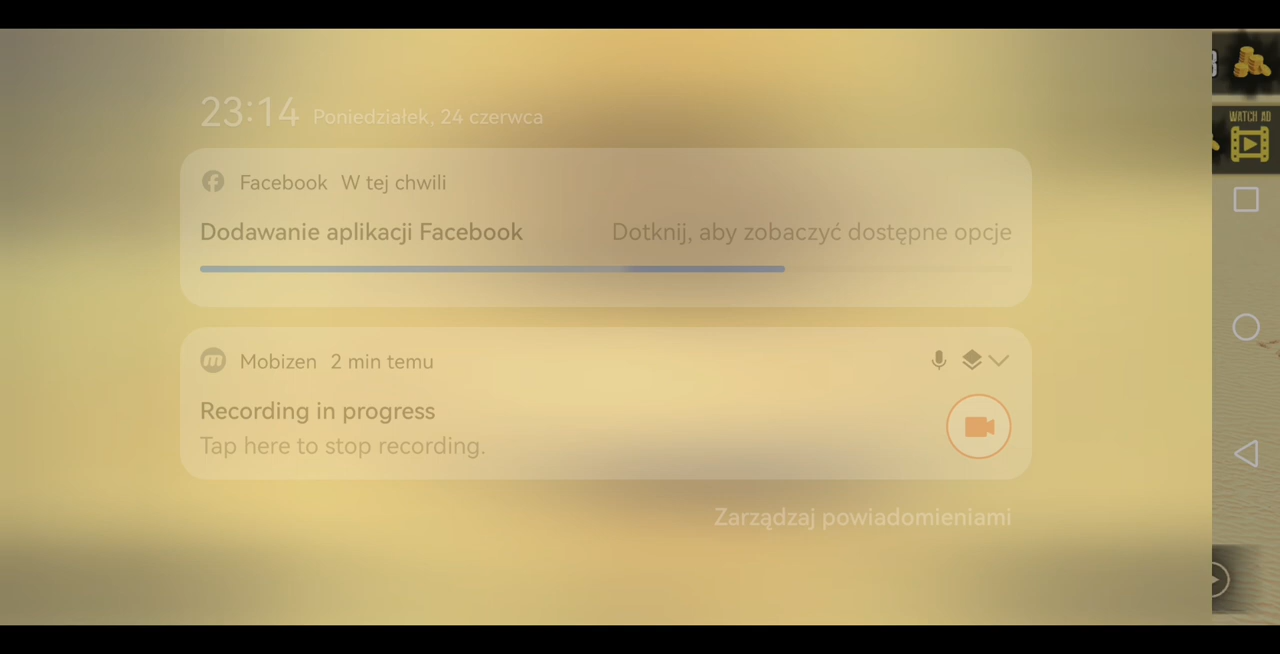 23:14 Poniedziałek, 24 czerwca
Facebook W tej chwili
Dodawanie aplikacji Facebook Dotknij, aby zobaczyć dostępne opcje
Mobizen 2 min temu
Recording in progress
Tap here to stop recording.
Zarządzaj powiadomieniami
WATCH AD